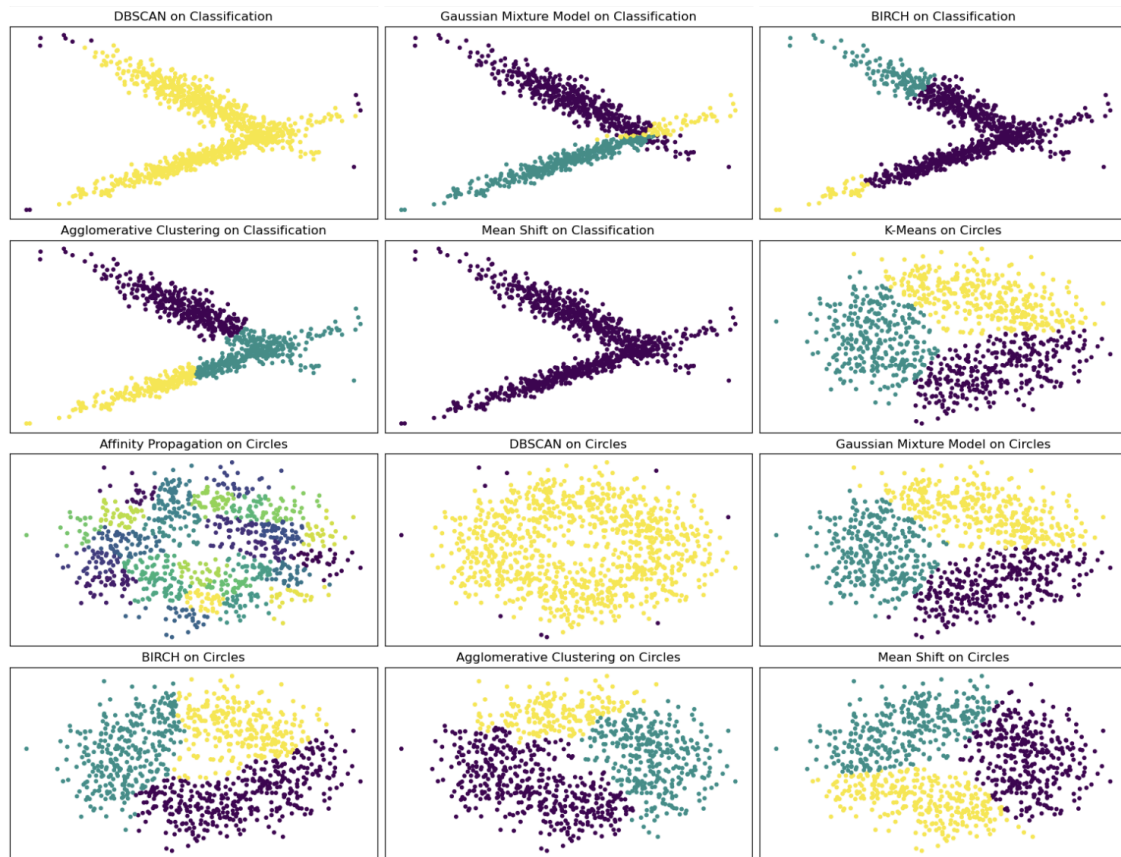 DBSCAN on Classification
Gaussian Mixture Model on Classification
BIRCH on Classification
Agglomerative Clustering on Classification
Mean Shift on Classification
K-Means on Circles
Affinity Propagation on Circles
DBSCAN on Circles
Gaussian Mixture Model on Circles
BIRCH on Circles
Agglomerative Clustering on Circles
Mean Shift on Circles